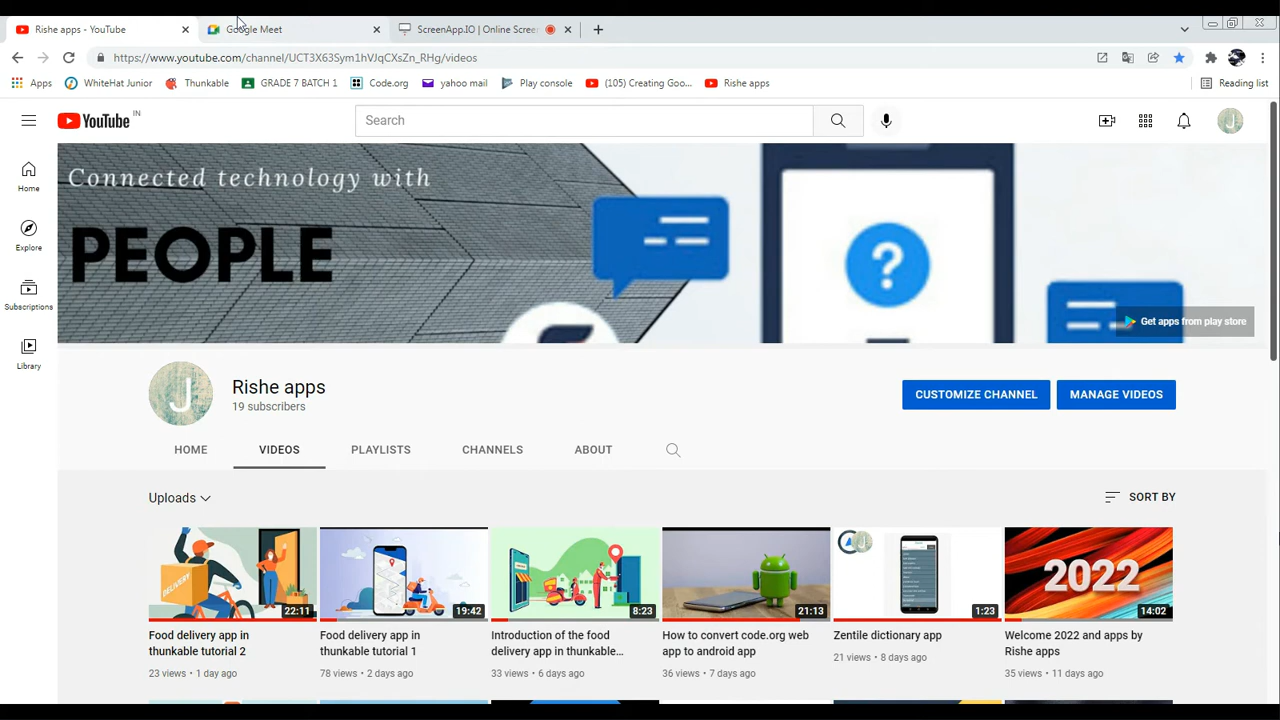 Rishe apps - YouTube
Google Meet
ScreenApp.IO | Online Scree
https://www.youtube.com/channel/UCT3X63Sym1hVJqCXsZn_RHg/videos
Apps
WhiteHat Junior
Thunkable
GRADE 7 BATCH 1
Code.org
yahoo mail
Play console
(105) Creating Goo...
Rishe apps
Reading list
YouTube IN
Search
Home
Explore
Subscriptions
Library
Connected technology with
PEOPLE
?
Get apps from play store
J
Rishe apps
19 subscribers
CUSTOMIZE CHANNEL
MANAGE VIDEOS
HOME
VIDEOS
PLAYLISTS
CHANNELS
ABOUT
Uploads
SORT BY
DELIVERY
22:11
19:42
8:23
21:13
1:23
2022
14:02
Food delivery app in
thunkable tutorial 2
23 views • 1 day ago
Food delivery app in
thunkable tutorial 1
78 views • 2 days ago
Introduction of the food
delivery app in thunkable...
33 views • 6 days ago
How to convert code.org web
app to android app
36 views • 7 days ago
Zentile dictionary app
21 views • 8 days ago
Welcome 2022 and apps by
Rishe apps
35 views • 11 days ago